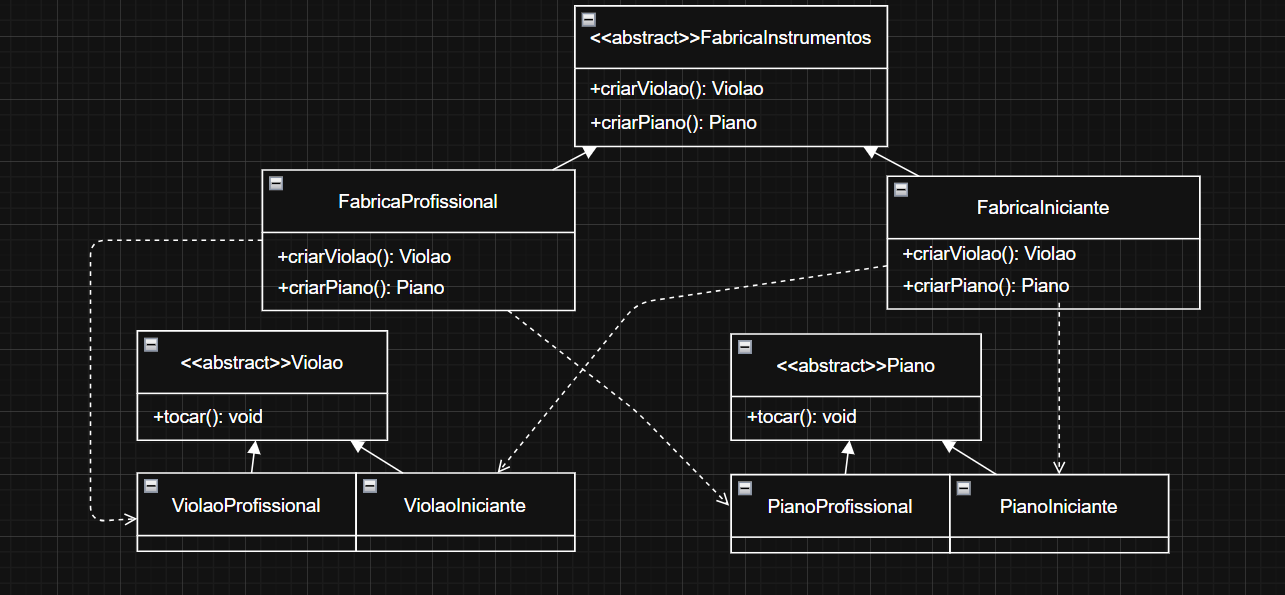 <<abstract>>FabricaInstrumentos
+criarViolao(): Violao
+criarPiano(): Piano
FabricaProfissional
+criarViolao(): Violao
+criarPiano(): Piano
FabricaIniciante
+criarViolao(): Violao
+criarPiano(): Piano
<<abstract>>Violao
+tocar(): void
<<abstract>>Piano
+tocar(): void
ViolaoProfissional
ViolaoIniciante
PianoProfissional
PianoIniciante